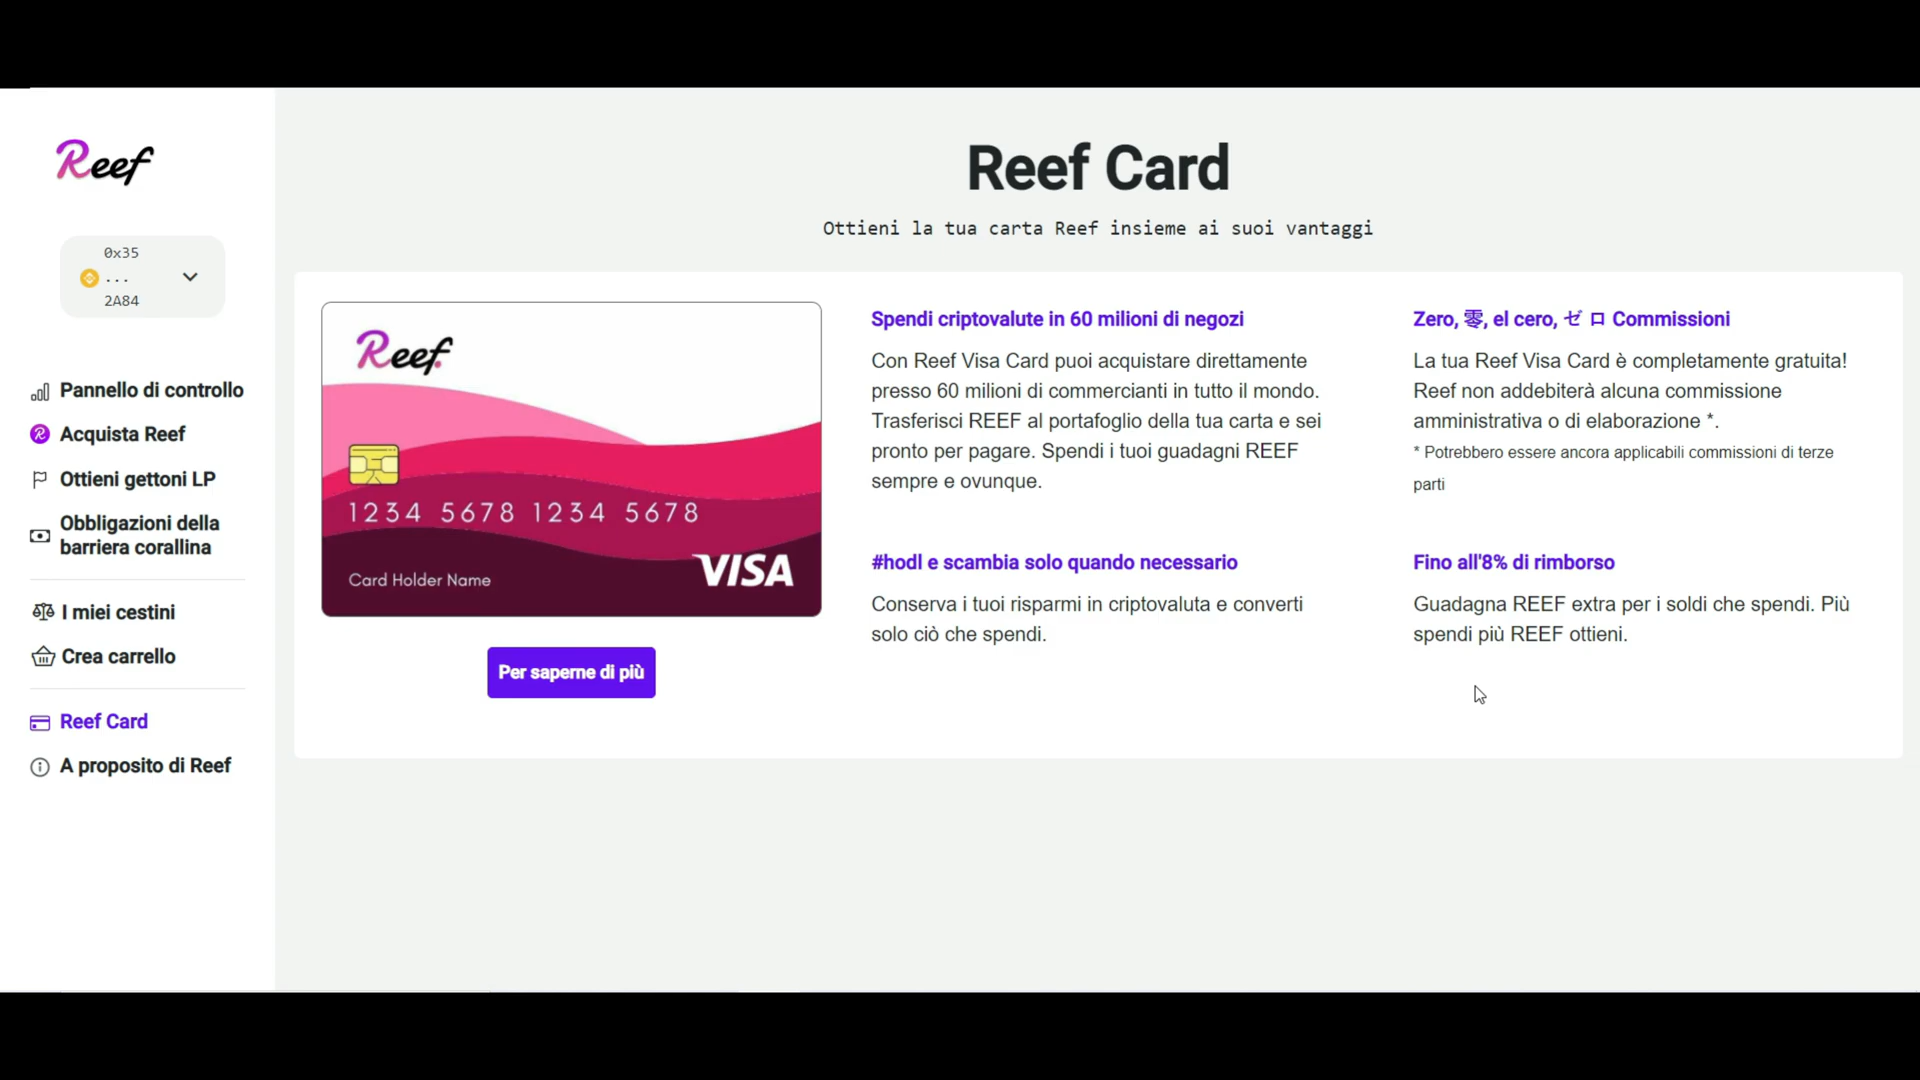 Reef
0x35
...
2A84
Pannello di controllo
Acquista Reef
Ottieni gettoni LP
Obbligazioni della
barriera corallina
I miei cestini
Crea carrello
Reef Card
A proposito di Reef
Reef Card
Ottieni la tua carta Reef insieme ai suoi vantaggi
Reef.
1234 5678 1234 5678
Card Holder Name
VISA
Per saperne di più
Spendi criptovalute in 60 milioni di negozi
Con Reef Visa Card puoi acquistare direttamente
presso 60 milioni di commercianti in tutto il mondo.
Trasferisci REEF al portafoglio della tua carta e sei
pronto per pagare. Spendi i tuoi guadagni REEF
sempre e ovunque.
Zero, 零, el cero, ゼ ロ Commissioni
La tua Reef Visa Card è completamente gratuita!
Reef non addebiterà alcuna commissione
amministrativa o di elaborazione *.
* Potrebbero essere ancora applicabili commissioni di terze
parti
#hodl e scambia solo quando necessario
Conserva i tuoi risparmi in criptovaluta e converti
solo ciò che spendi.
Fino all'8% di rimborso
Guadagna REEF extra per i soldi che spendi. Più
spendi più REEF ottieni.